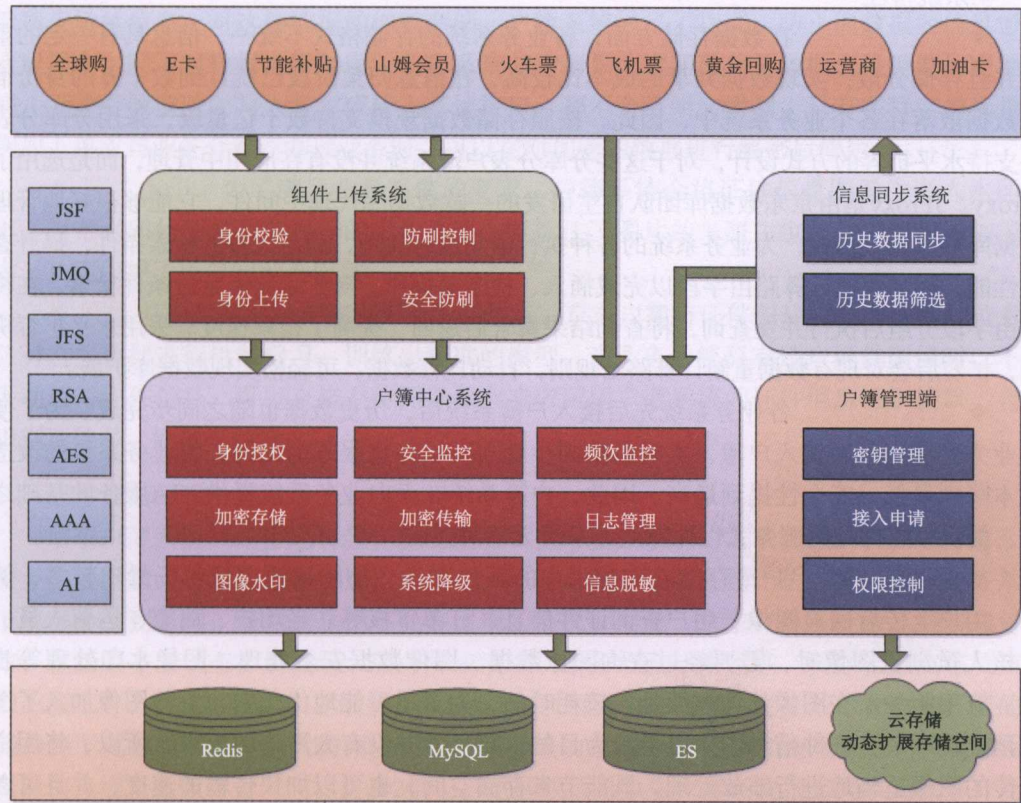 全球购
E卡
节能补贴
山姆会员
火车票
飞机票
黄金回购
运营商
加油卡
JSF
JMQ
JFS
RSA
AES
AAA
AI
组件上传系统
身份校验
防刷控制
身份上传
安全防刷
信息同步系统
历史数据同步
历史数据筛选
户簿中心系统
身份授权
安全监控
频次监控
加密存储
加密传输
日志管理
图像水印
系统降级
信息脱敏
户簿管理端
密钥管理
接入申请
权限控制
Redis
MySQL
ES
云存储
动态扩展存储空间